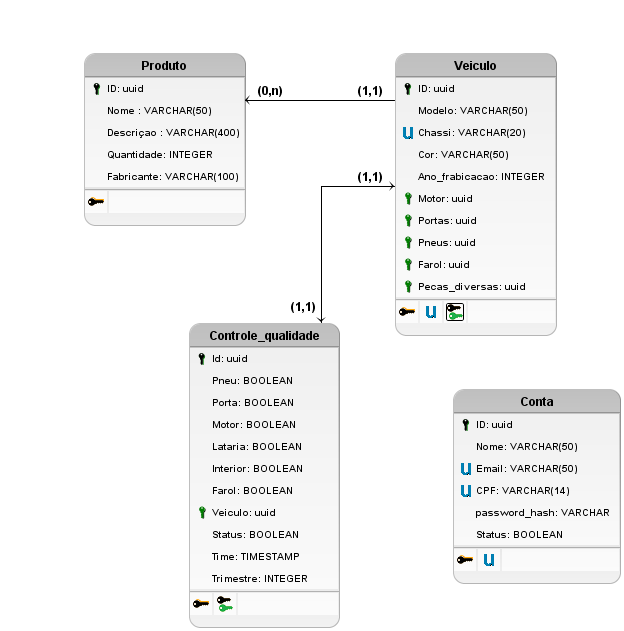 Produto
ID: uuid
Nome : VARCHAR(50)
Descriçao : VARCHAR(400)
Quantidade: INTEGER
Fabricante: VARCHAR(100)
(0,n)
(1,1)
Veiculo
ID: uuid
Modelo: VARCHAR(50)
U Chassi: VARCHAR(20)
Cor: VARCHAR(50)
Ano_frabicacao: INTEGER
Motor: uuid
Portas: uuid
Pneus: uuid
Farol: uuid
Pecas_diversas: uuid
U
(1,1)
(1,1)
Controle_qualidade
Id: uuid
Pneu: BOOLEAN
Porta: BOOLEAN
Motor: BOOLEAN
Lataria: BOOLEAN
Interior: BOOLEAN
Farol: BOOLEAN
Veiculo: uuid
Status: BOOLEAN
Time: TIMESTAMP
Trimestre: INTEGER
Conta
ID: uuid
Nome: VARCHAR(50)
U Email: VARCHAR(50)
U CPF: VARCHAR(14)
password_hash: VARCHAR
Status: BOOLEAN
U